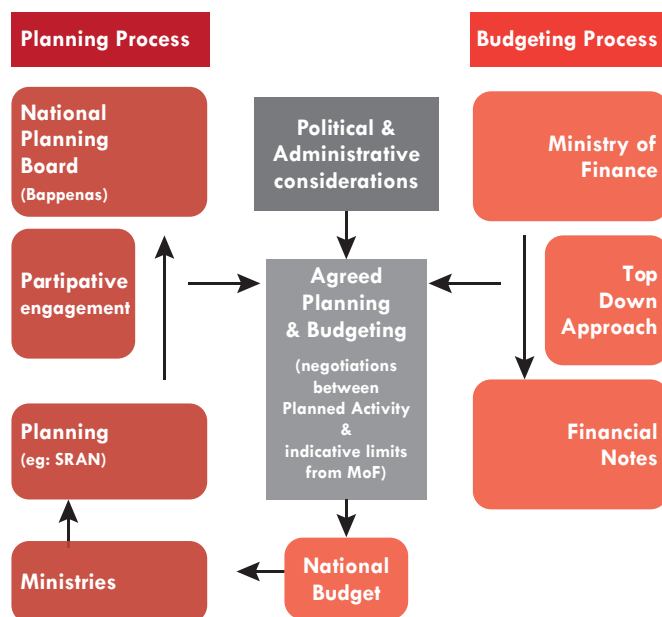 Planning Process
Budgeting Process
National
Planning
Board
(Bappenas)
Political &
Administrative
considerations
Ministry of
Finance
Partipative
engagement
Agreed
Planning
& Budgeting
(negotiations
between
Planned Activity
&
indicative limits
from MoF)
Top
Down
Approach
Planning
(eg: SRAN)
Financial
Notes
Ministries
National
Budget